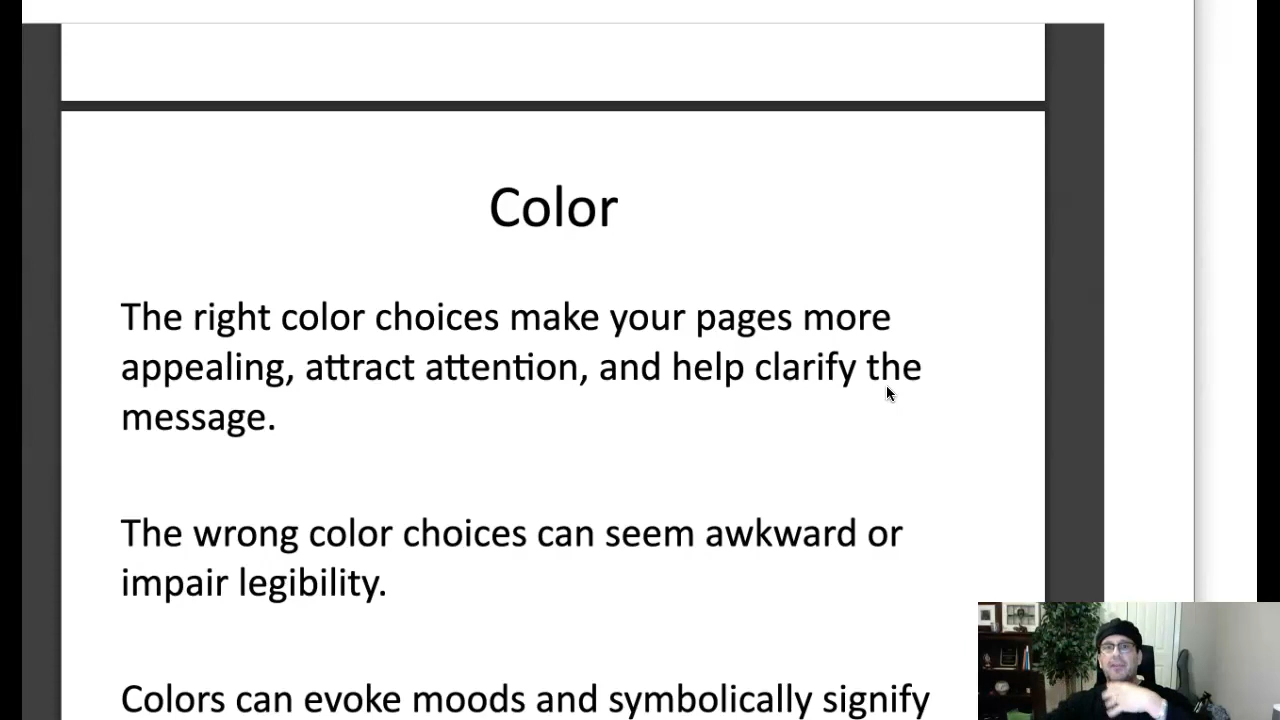 Color
The right color choices make your pages more
appealing, attract attention, and help clarify the
message.
The wrong color choices can seem awkward or
impair legibility.
Colors can evoke moods and symbolically signify